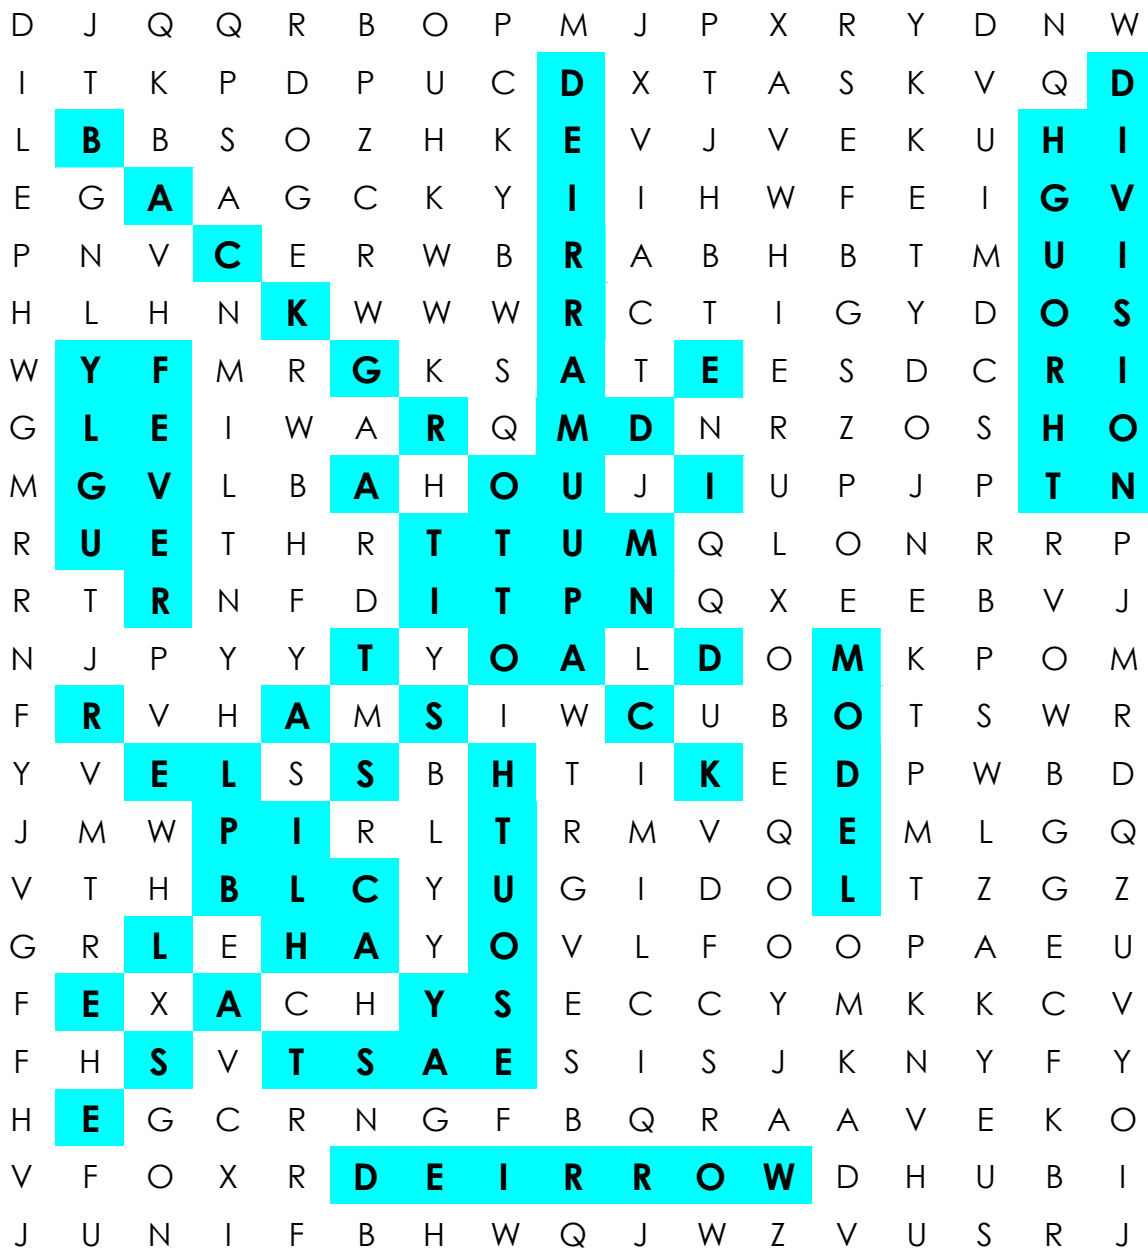 D J Q Q R B O P M J P X R Y D N W
I T K P D P U C D X T A S K V Q D
L B B S O Z H K E V J V E K U H I
E G A A G C K Y I I H W F E I G V
P N V C E R W B R A B H B T M U I
H L H N K W W W R C T I G Y D O S
W Y F M R G K S A T E E S D C R I
G L E I W A R Q M D N R Z O S H O
M G V L B A H O U J I U P J P T N
R U E T H R T T U M Q L O N R R P
R T R N F D I T P N Q X E E B V J
N J P Y Y T Y O A L D O M K P O M
F R V H A M S I W C U B O T S W R
Y V E L S S B H T I K E D P W B D
J M W P I R L T R M V Q E M L G Q
V T H B L C Y U G I D O L T Z G Z
G R L E H A Y O V L F O O P A E U
F E X A C H Y S E C C Y M K K C V
F H S V T S A E S I S J K N Y F Y
H E G C R N G F B Q R A A V E K O
V F O X R D E I R R O W D H U B I
J U N I F B H W Q J W Z V U S R J